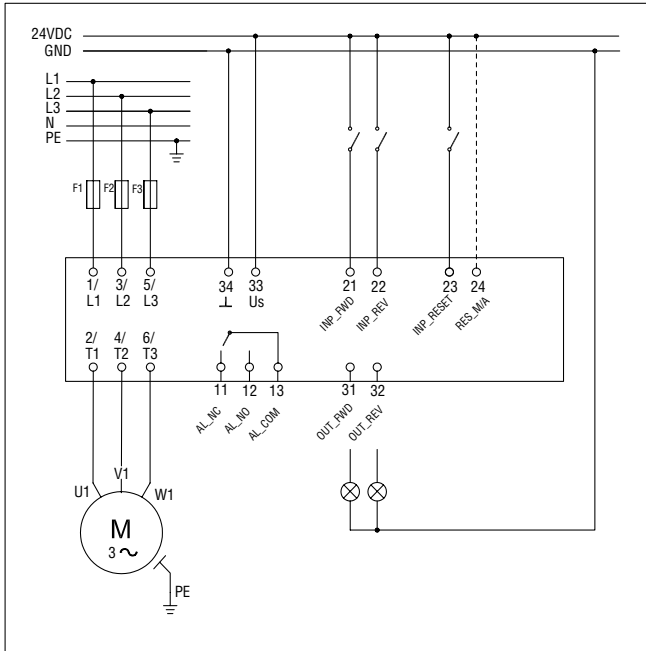 24VDC
GND
L1
L2
L3
N
PE
F1 F2 F3
1/ 3/ 5/ 34 33 21 22 23 24
L1 L2 L3 ⊥ Us
INP_FWD INP_REV INP_RESET RES_M/A
2/ 4/ 6/
T1 T2 T3
11 12 13 31 32
AL_NC AL_NO AL_COM OUT_FWD OUT_REV
U1 V1 W1
M
3 ~
PE